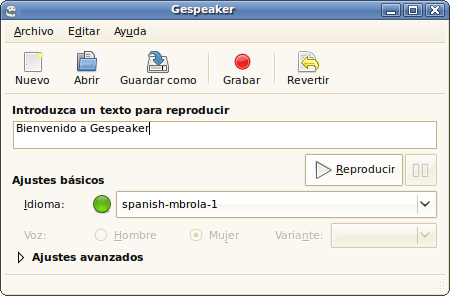 Gespeaker
Archivo Editar Ayuda
Nuevo Abrir Guardar como Grabar Revertir
Introduzca un texto para reproducir
Bienvenido a Gespeaker
Reproducir
Ajustes básicos
Idioma: spanish-mbrola-1
Voz: Hombre Mujer Variante:
Ajustes avanzados